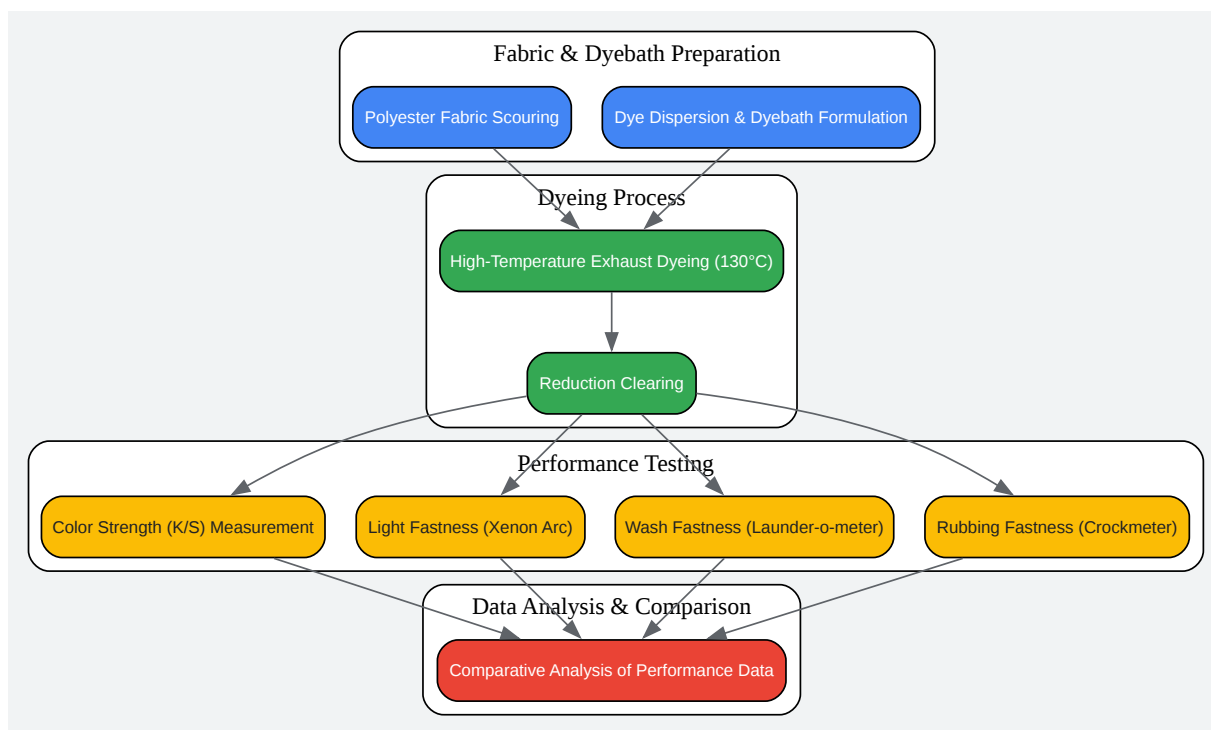 Fabric & Dyebath Preparation
Polyester Fabric Scouring
Dye Dispersion & Dyebath Formulation
Dyeing Process
High-Temperature Exhaust Dyeing (130°C)
Reduction Clearing
Performance Testing
Color Strength (K/S) Measurement
Light Fastness (Xenon Arc)
Wash Fastness (Launder-o-meter)
Rubbing Fastness (Crockmeter)
Data Analysis & Comparison
Comparative Analysis of Performance Data